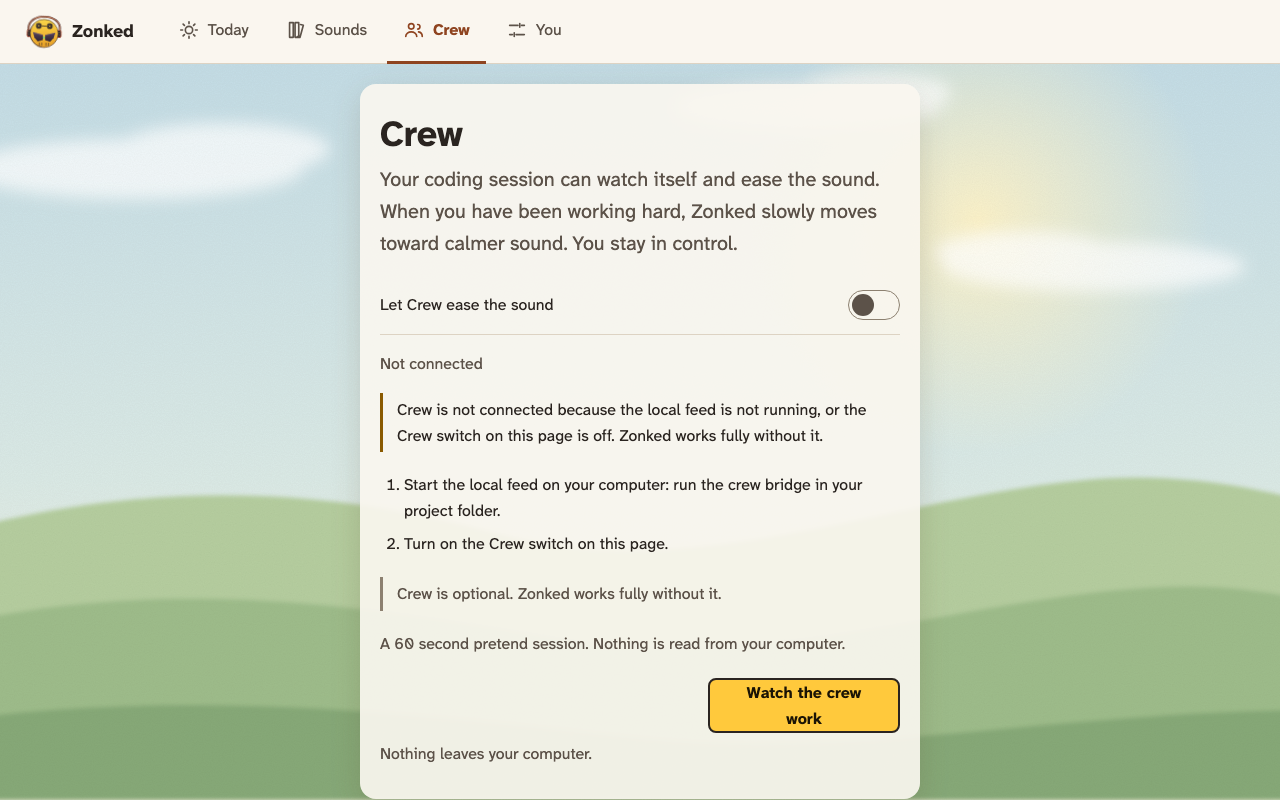 Zonked
Today
Sounds
Crew
You
Crew
Your coding session can watch itself and ease the sound.
When you have been working hard, Zonked slowly moves
toward calmer sound. You stay in control.
Let Crew ease the sound
Not connected
Crew is not connected because the local feed is not running, or the
Crew switch on this page is off. Zonked works fully without it.
1. Start the local feed on your computer: run the crew bridge in your
project folder.
2. Turn on the Crew switch on this page.
Crew is optional. Zonked works fully without it.
A 60 second pretend session. Nothing is read from your computer.
Watch the crew
work
Nothing leaves your computer.